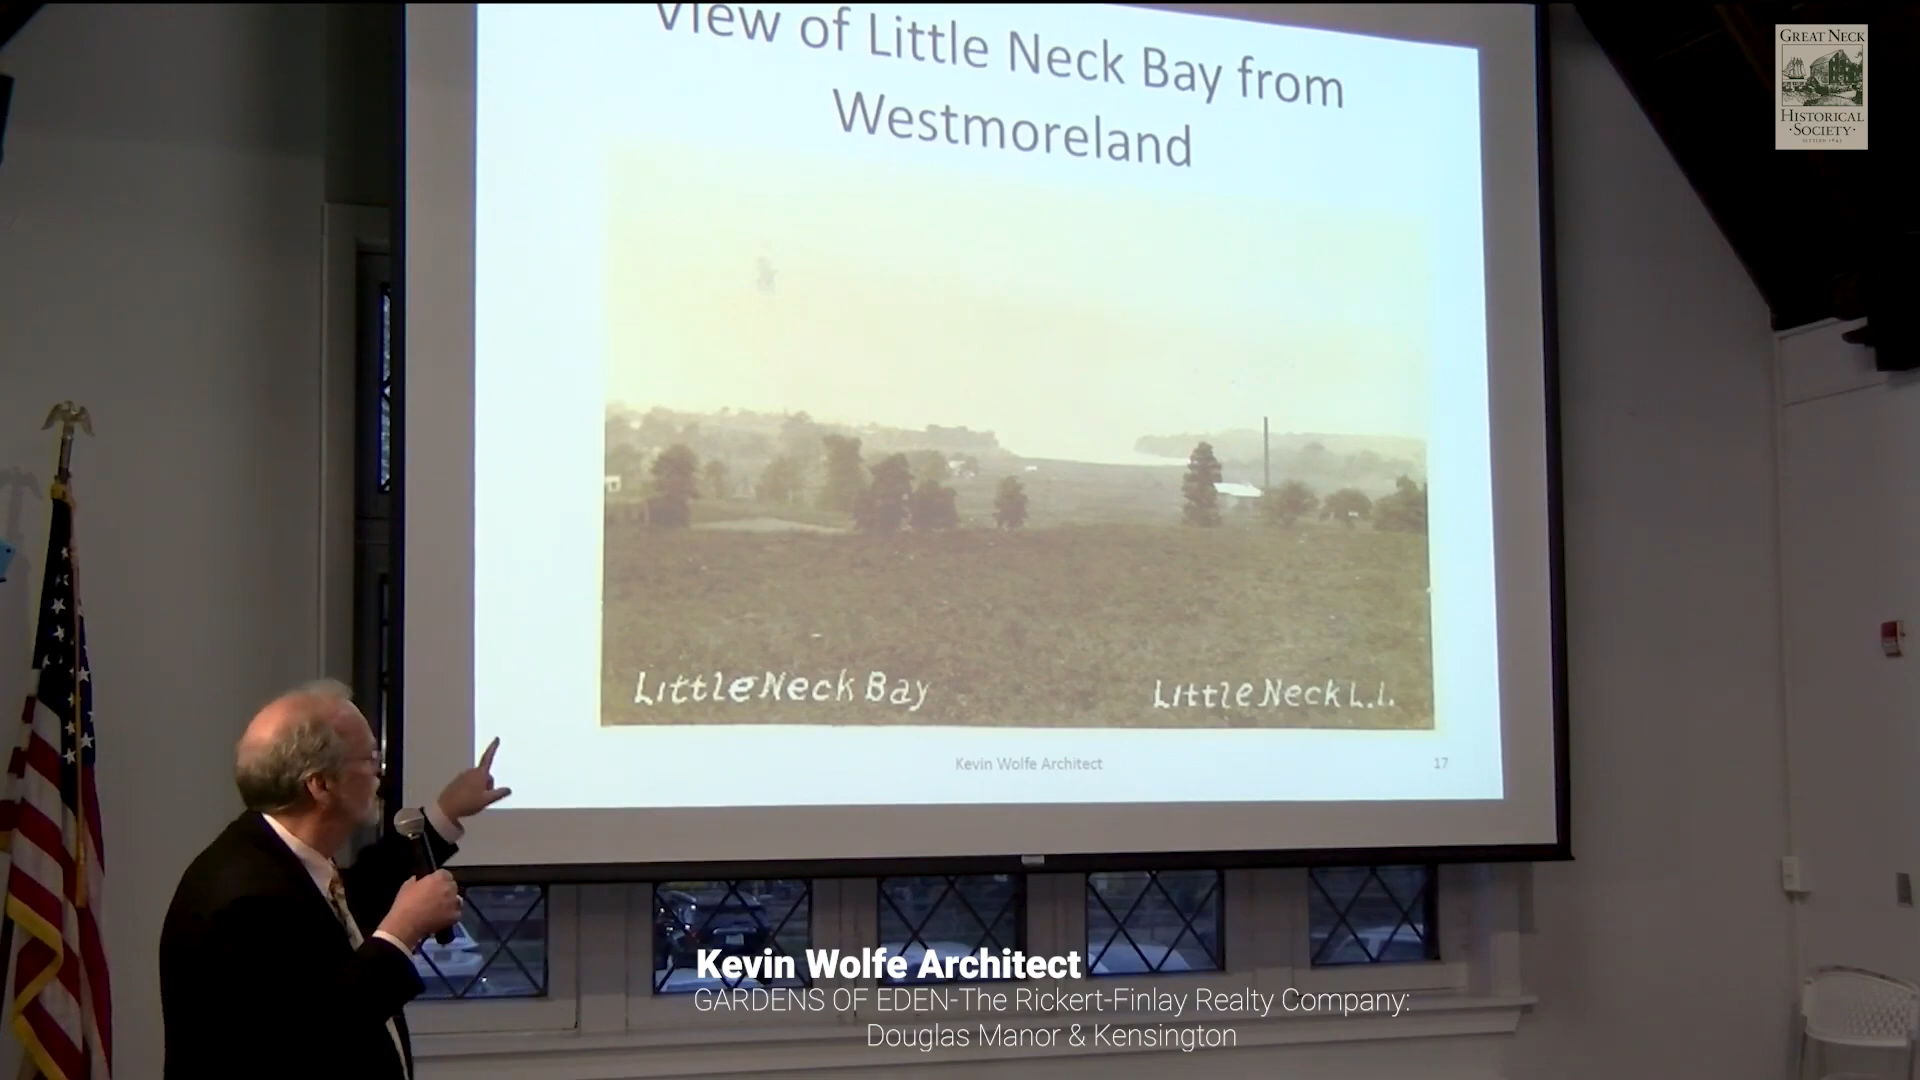 View of Little Neck Bay from
Westmoreland
Little Neck Bay
Little Neck L.I.
Kevin Wolfe Architect
17
GREAT NECK
HISTORICAL
·SOCIETY·
Kevin Wolfe Architect
GARDENS OF EDEN-The Rickert-Finlay Realty Company:
Douglas Manor & Kensington